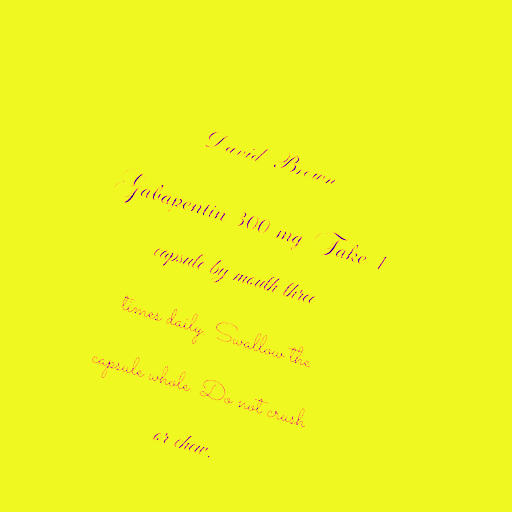 David Brown
Gabapentin 300 mg Take 1
capsule by mouth three
times daily Swallow the
capsule whole Do not crush
or chew.